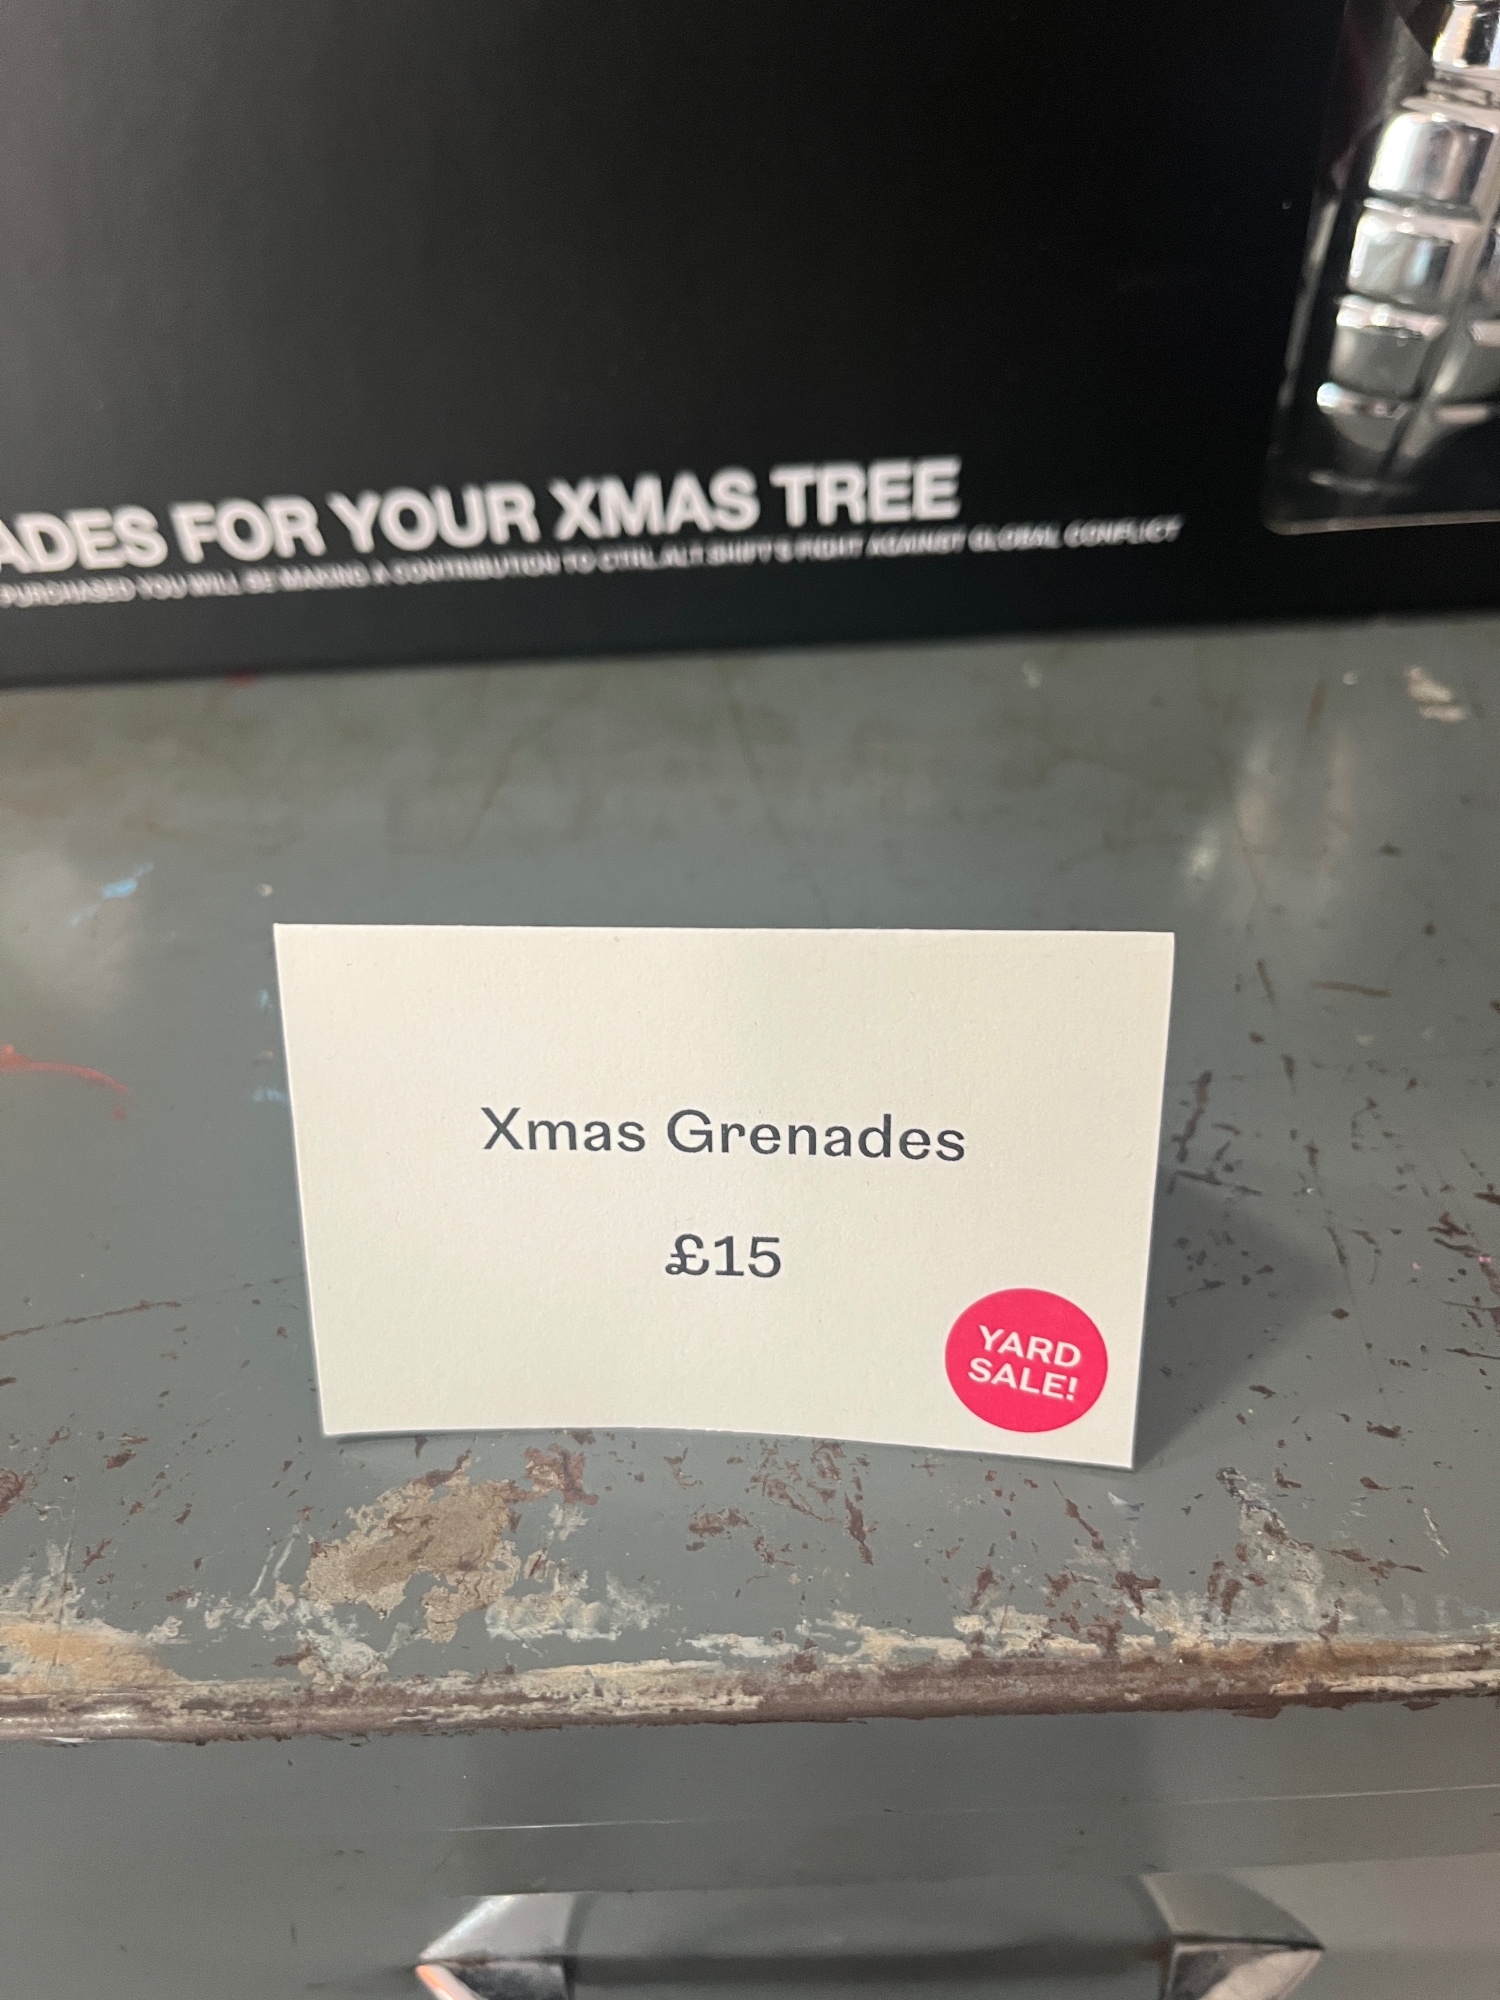 ADES FOR YOUR XMAS TREE
PURCHASED YOU WILL BE MAKING A CONTRIBUTION TO CTRL.ALT.SHIFT'S FIGHT AGAINST GLOBAL CONFLICT
Xmas Grenades
£15
YARD
SALE!